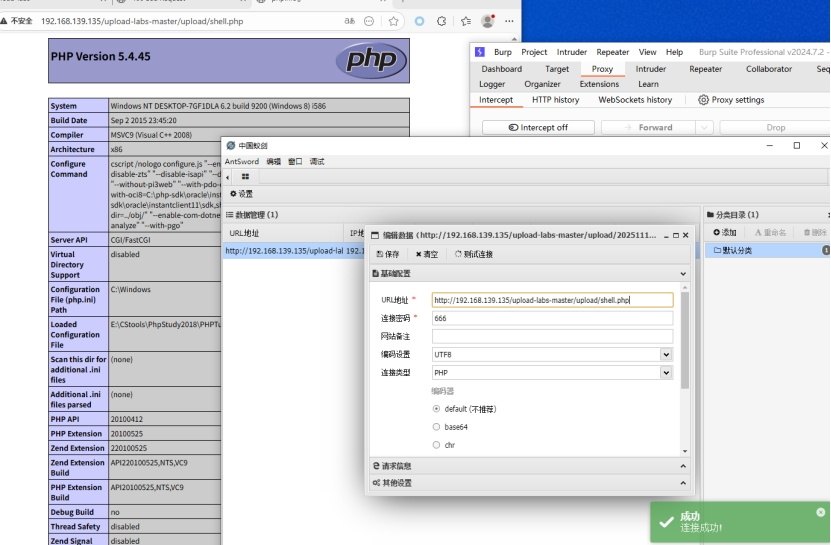 不安全 192.168.139.135/upload-labs-master/upload/shell.php
PHP Version 5.4.45
php
System Windows NT DESKTOP-7GF1DLA 6.2 build 9200 (Windows 8) i586
Build Date Sep 2 2015 23:45:20
Compiler MSVC9 (Visual C++ 2008)
Architecture x86
Configure Command
cscript /nologo configure.js "--en
disable-zts" "--disable-isapi" "--d
"--without-pi3web" "--with-pdo-o
with-oci8=C:\php-sdk\oracle\inst
sdk\oracle\instantclient11\sdk,s
dir=../obj/" "--enable-com-dotne
analyze" "--with-pgo"
Server API CGI/FastCGI
Virtual Directory Support disabled
Configuration File (php.ini) Path C:\Windows
Loaded Configuration File E:\CStools\PhpStudy2018\PHPTu
Scan this dir for additional .ini files (none)
Additional .ini files parsed (none)
PHP API 20100412
PHP Extension 20100525
Zend Extension 220100525
Zend Extension Build API220100525,NTS,VC9
PHP Extension Build API20100525,NTS,VC9
Debug Build no
Thread Safety disabled
Zend Signal disabled
Burp Project Intruder Repeater View Help Burp Suite Professional v2024.7.2 -
Dashboard Target Proxy Intruder Repeater Collaborator Seq
Logger Organizer Extensions Learn
Intercept HTTP history WebSockets history Proxy settings
Intercept off Forward Drop
中国蚁剑
AntSword 编辑 窗口 调试
设置
数据管理 (1)
URL地址 IP地
http://192.168.139.135/upload-lal 192.1
分类目录 (1)
添加 重命名 删除
默认分类 1
编辑数据 (http://192.168.139.135/upload-labs-master/upload/2025111...
保存 清空 测试连接
基础配置
URL地址 * http://192.168.139.135/upload-labs-master/upload/shell.php
连接密码 * 666
网站备注
编码设置 UTF8
连接类型 PHP
编码器
default (不推荐)
base64
chr
请求信息
其他设置
成功
连接成功!